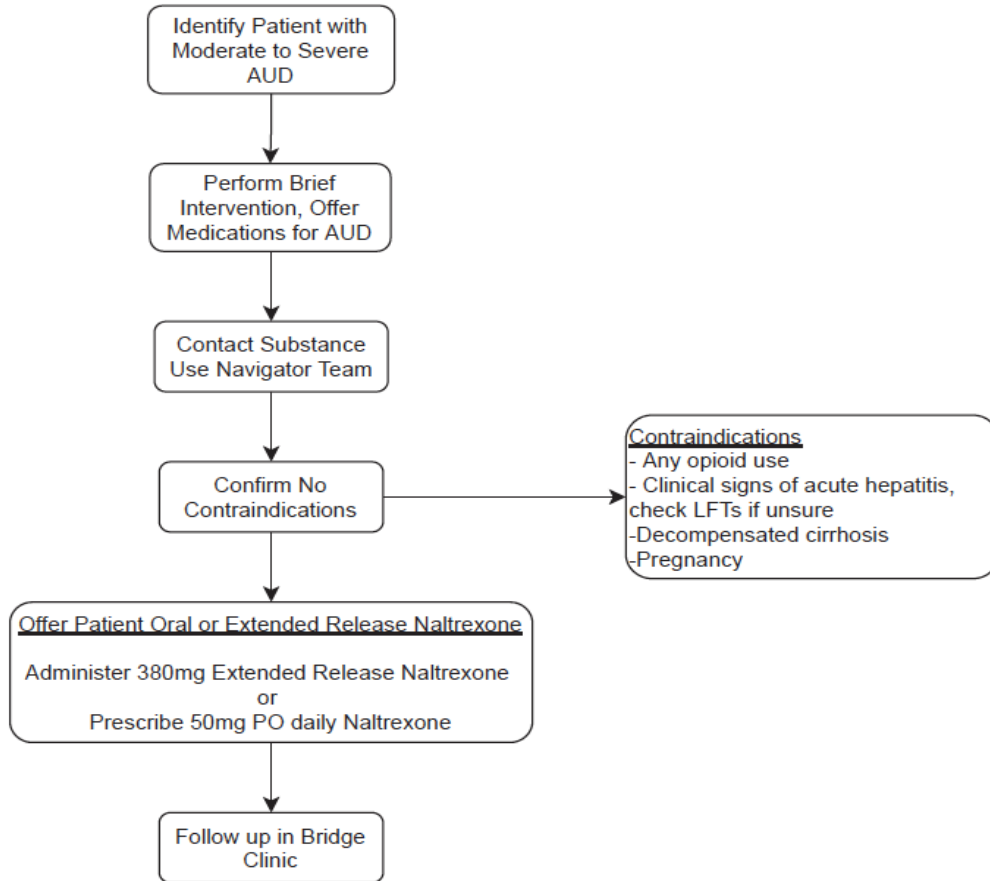 Identify Patient with
Moderate to Severe
AUD
Perform Brief
Intervention, Offer
Medications for AUD
Contact Substance
Use Navigator Team
Confirm No
Contraindications
Contraindications
- Any opioid use
- Clinical signs of acute hepatitis,
check LFTs if unsure
-Decompensated cirrhosis
-Pregnancy
Offer Patient Oral or Extended Release Naltrexone
Administer 380mg Extended Release Naltrexone
or
Prescribe 50mg PO daily Naltrexone
Follow up in Bridge
Clinic